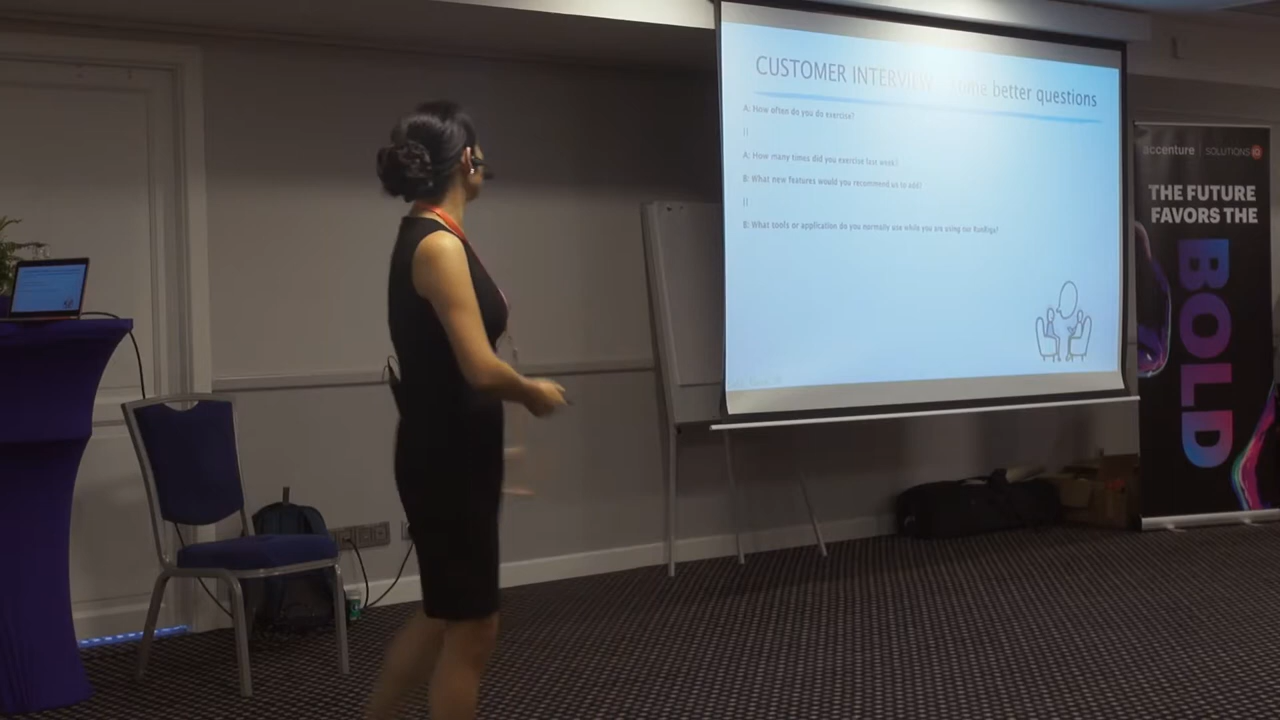 CUSTOMER INTERVIEW some better questions
A: How often do you do exercise?
||
A: How many times did you exercise last week?
B: What new features would you recommend us to add?
||
B: What tools or application do you normally use while you are using our RunRiga?
accenture | SOLUTIONS IQ
THE FUTURE
FAVORS THE
BOLD